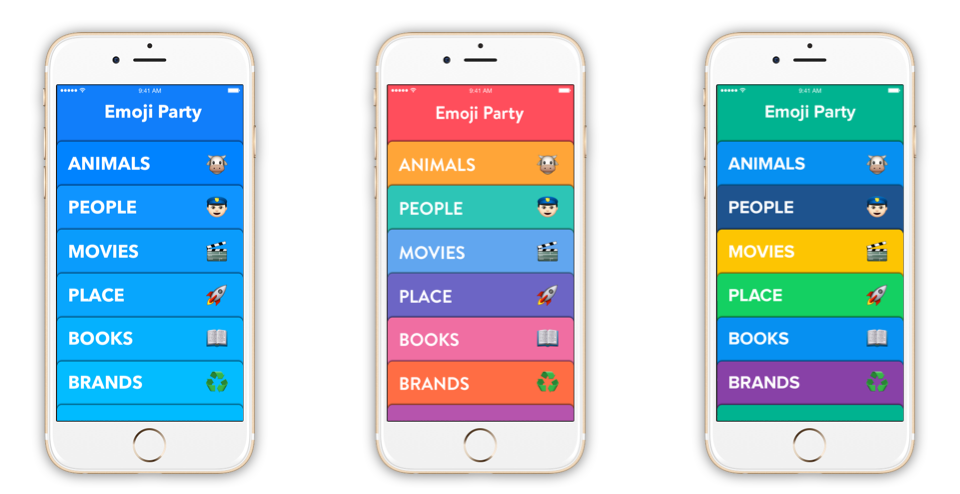 9:41 AM
Emoji Party
ANIMALS
PEOPLE
MOVIES
PLACE
BOOKS
BRANDS
9:41 AM
Emoji Party
ANIMALS
PEOPLE
MOVIES
PLACE
BOOKS
BRANDS
9:41 AM
Emoji Party
ANIMALS
PEOPLE
MOVIES
PLACE
BOOKS
BRANDS